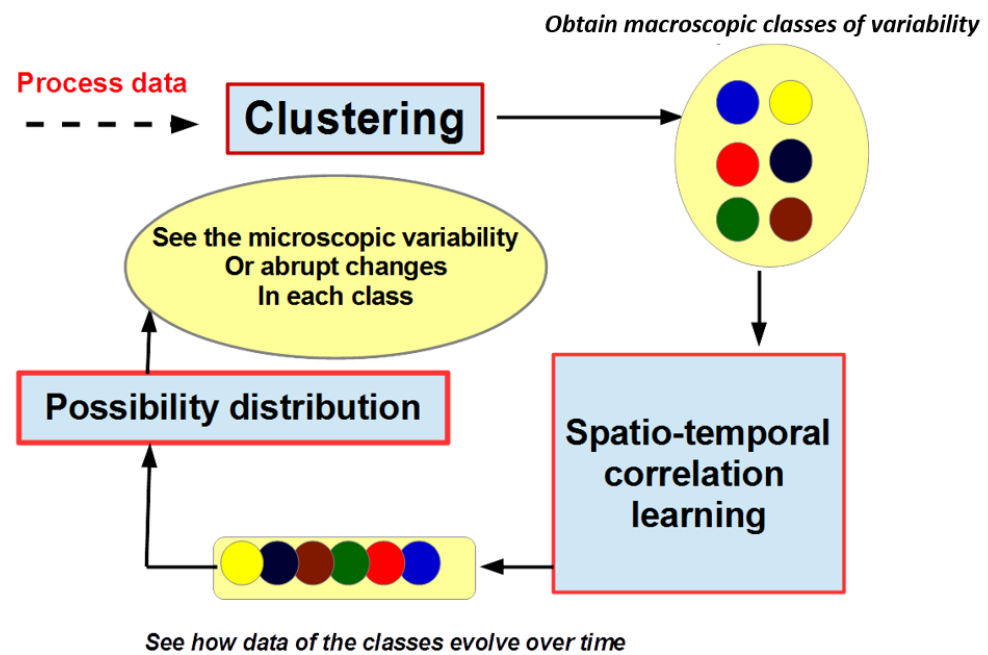 Obtain macroscopic classes of variability
Process data
Clustering
See the microscopic variability
Or abrupt changes
In each class
Possibility distribution
Spatio-temporal
correlation
learning
See how data of the classes evolve over time